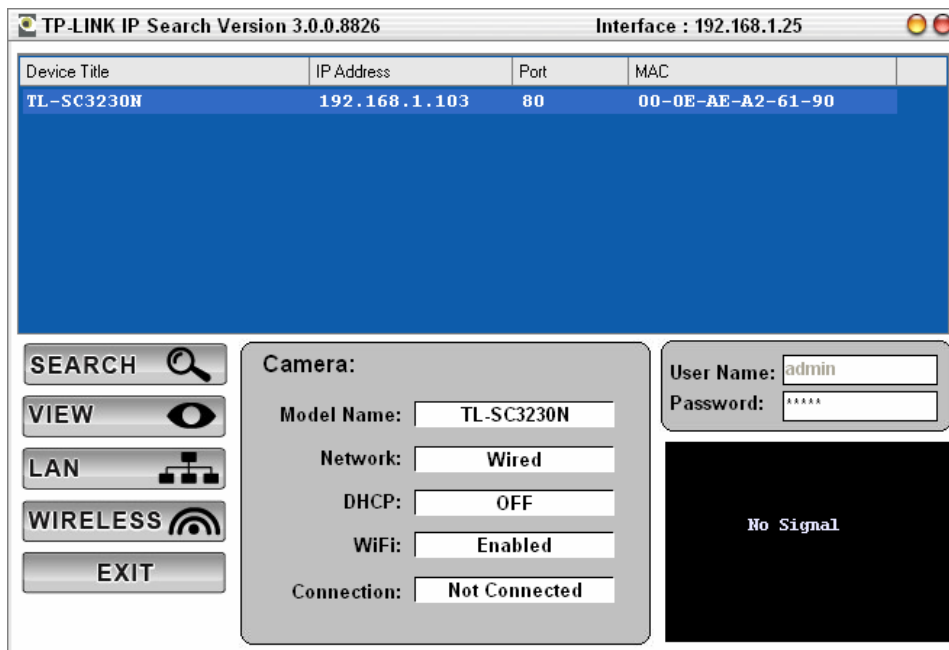 TP-LINK IP Search Version 3.0.0.8826 Interface : 192.168.1.25
Device Title IP Address Port MAC
TL-SC3230N 192.168.1.103 80 00-0E-AE-A2-61-90
SEARCH
VIEW
LAN
WIRELESS
EXIT
Camera:
Model Name: TL-SC3230N
Network: Wired
DHCP: OFF
WiFi: Enabled
Connection: Not Connected
User Name: admin
Password: *****
No Signal